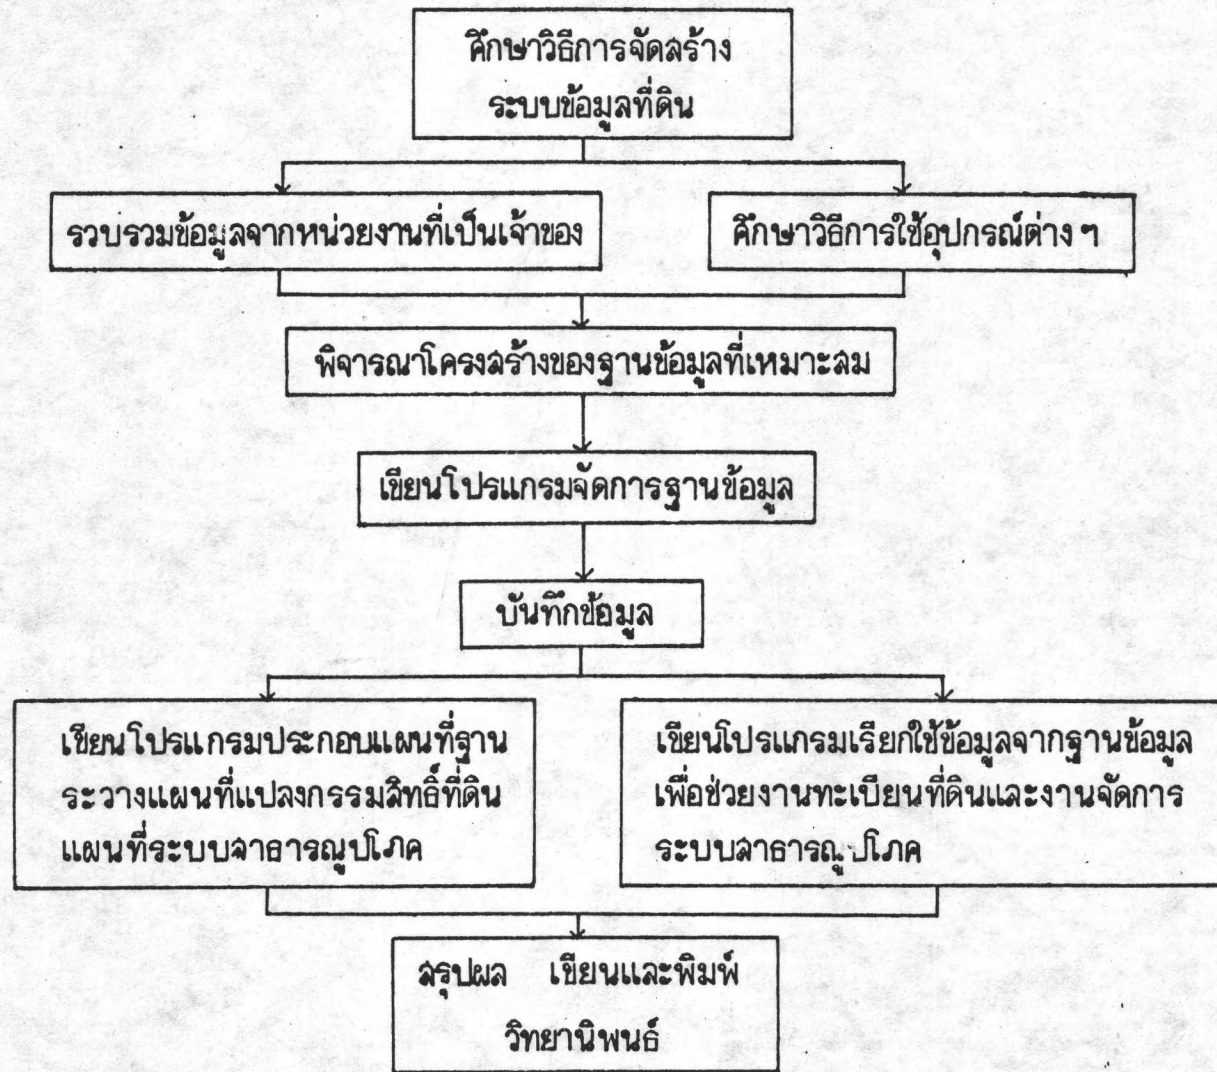 ศึกษาวิธีการจัดสร้าง
ระบบข้อมูลที่ดิน
รวบรวมข้อมูลจากหน่วยงานที่เป็นเจ้าของ
ศึกษาวิธีการใช้อุปกรณ์ต่าง ๆ
พิจารณาโครงสร้างของฐานข้อมูลที่เหมาะสม
เขียนโปรแกรมจัดการฐานข้อมูล
บันทึกข้อมูล
เขียนโปรแกรมประกอบแผนที่ฐาน
ระวางแผนที่แปลงกรรมสิทธิ์ที่ดิน
แผนที่ระบบสาธารณูปโภค
เขียนโปรแกรมเรียกใช้ข้อมูลจากฐานข้อมูล
เพื่อช่วยงานทะเบียนที่ดินและงานจัดการ
ระบบสาธารณูปโภค
สรุปผล เขียนและพิมพ์
วิทยานิพนธ์